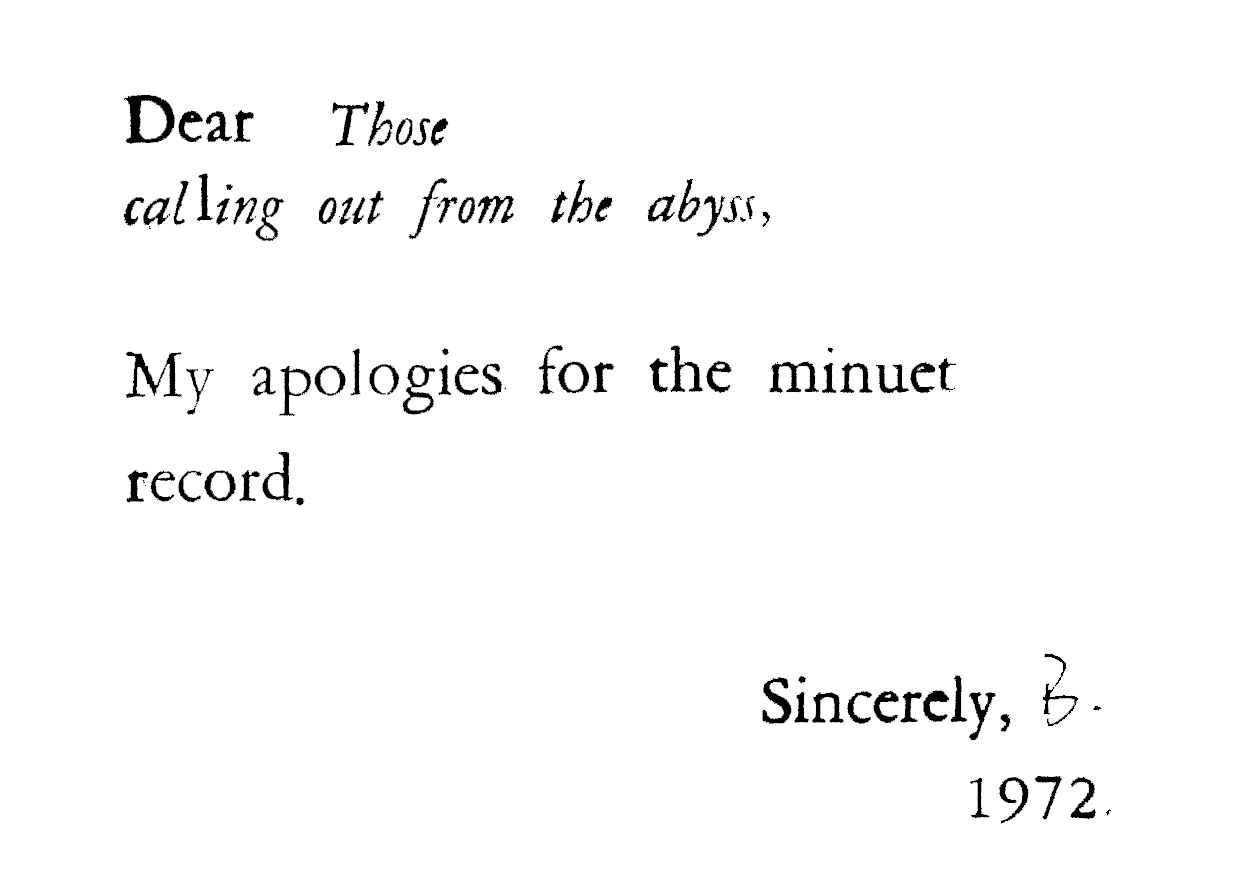 Dear Those
calling out from the abyss,
My apologies for the minuet
record.
Sincerely, B.
1972.